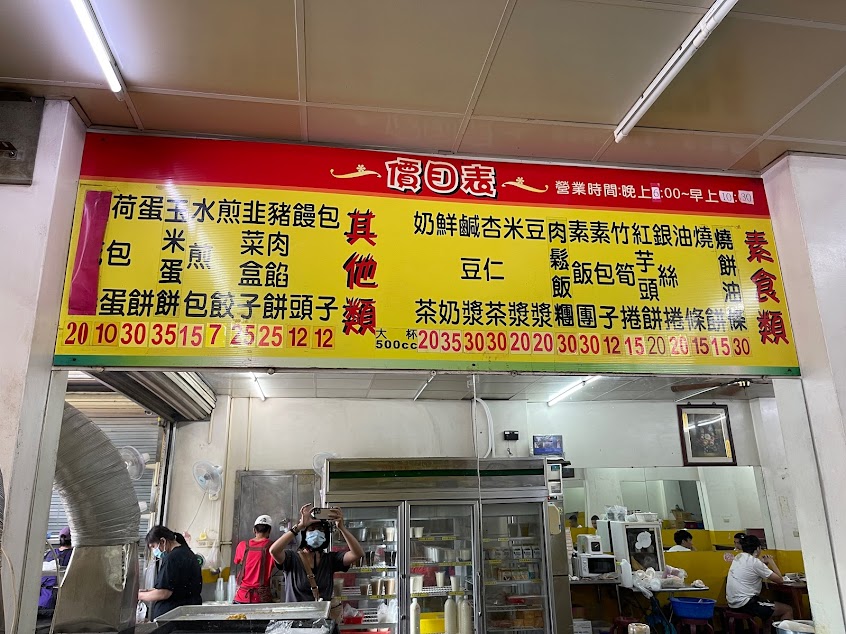 價目表
營業時間:晚上6:00~早上10:30
素食類
燒餅油條 30
燒餅 15
油條 15
銀絲捲 20
紅芋頭餅 20
竹筍捲 15
素包子 12
素飯團 30
肉鬆飯糰 30
豆漿 20
米漿 20
杏仁茶 30
鹹豆漿 30
鮮奶 35
奶茶 20
大杯
500cc
其他類
包子 12
饅頭 12
豬肉餡餅 25
韭菜盒子 25
煎餃 7
水煎包 15
玉米蛋餅 35
蛋餅 30
荷包蛋 10
20